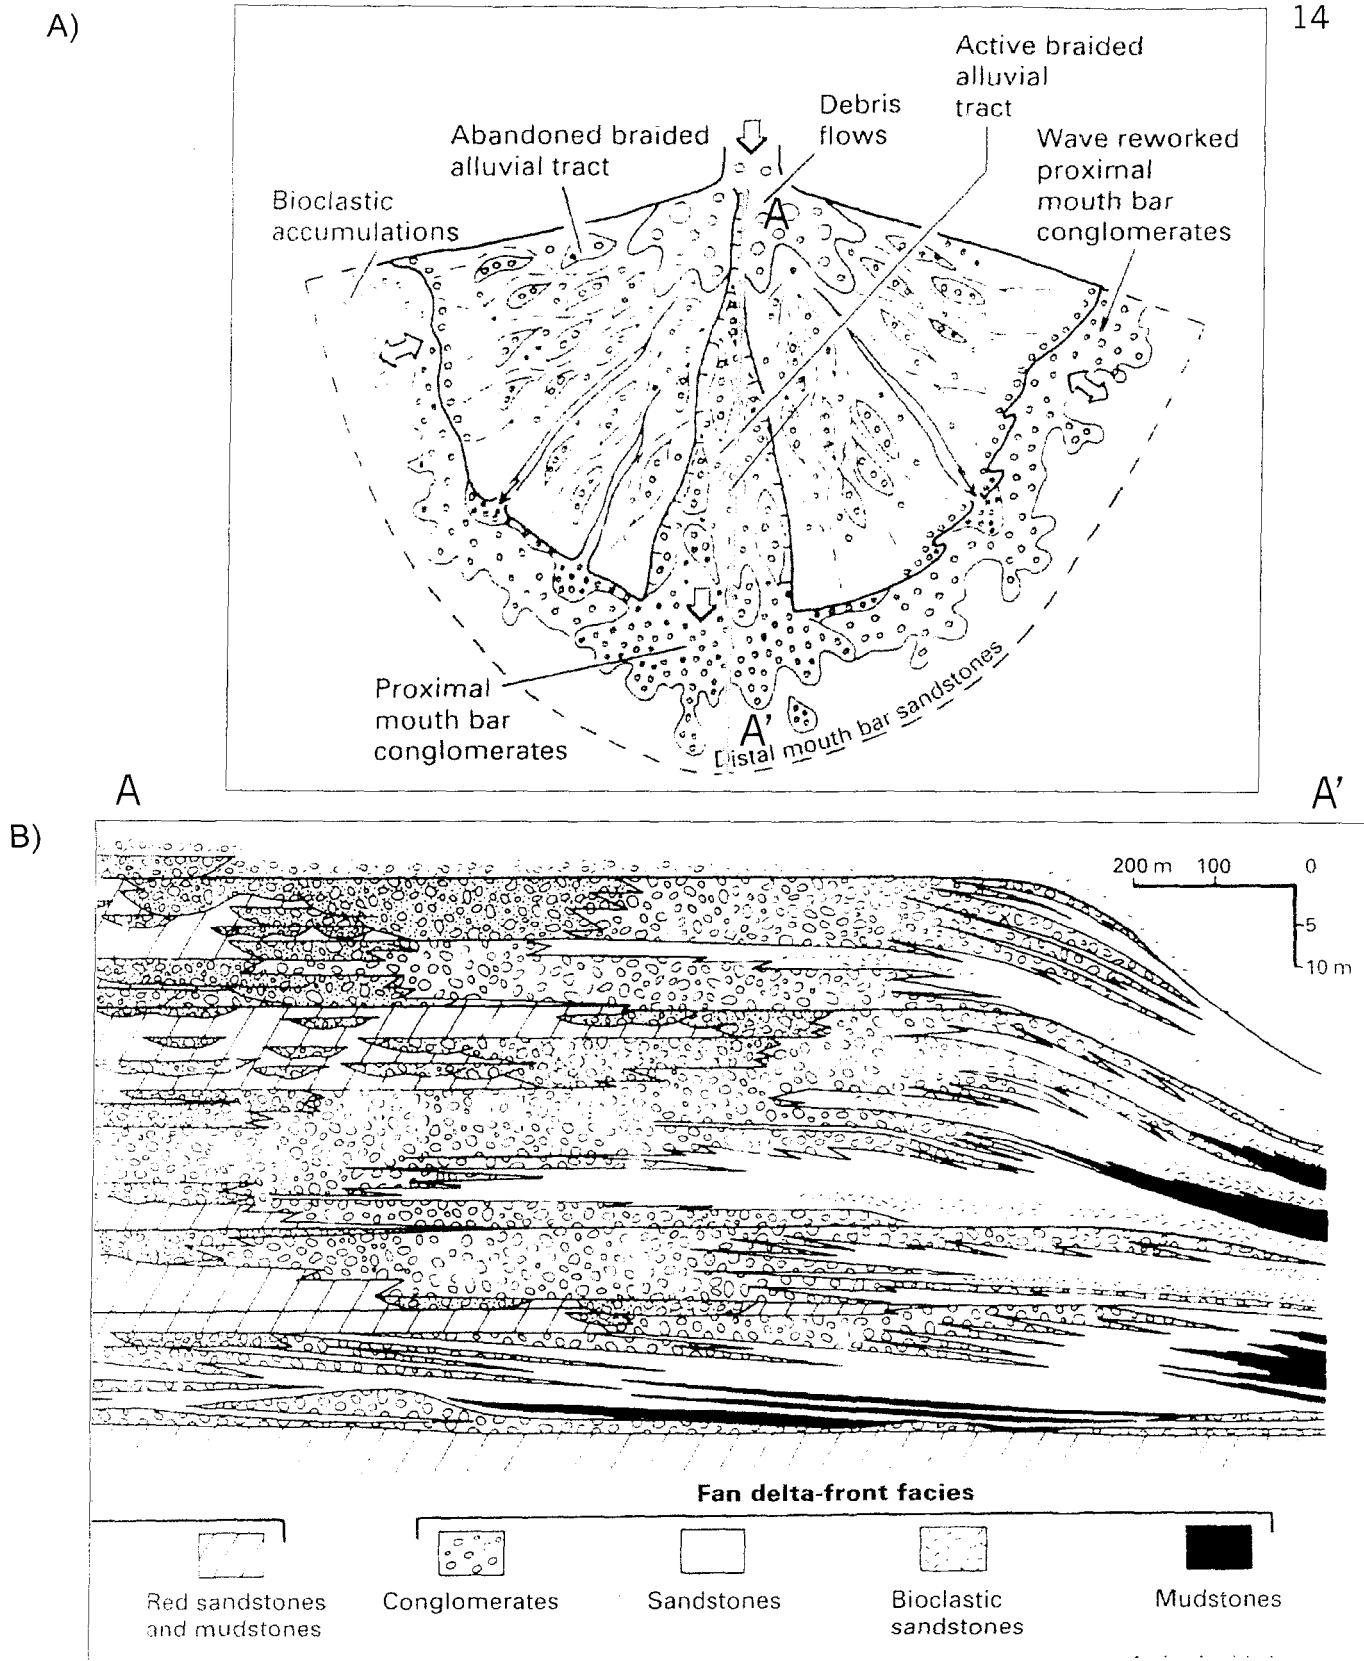 14
A)
Active braided
alluvial
tract
Debris
flows
Abandoned braided
alluvial tract
Wave reworked
proximal
mouth bar
conglomerates
Bioclastic
accumulations
A
Proximal
mouth bar
conglomerates
A'
Distal mouth bar sandstones
A
A'
B)
200 m 100 0
5
10 m
Fan delta-front facies
Red sandstones
and mudstones
Conglomerates
Sandstones
Bioclastic
sandstones
Mudstones